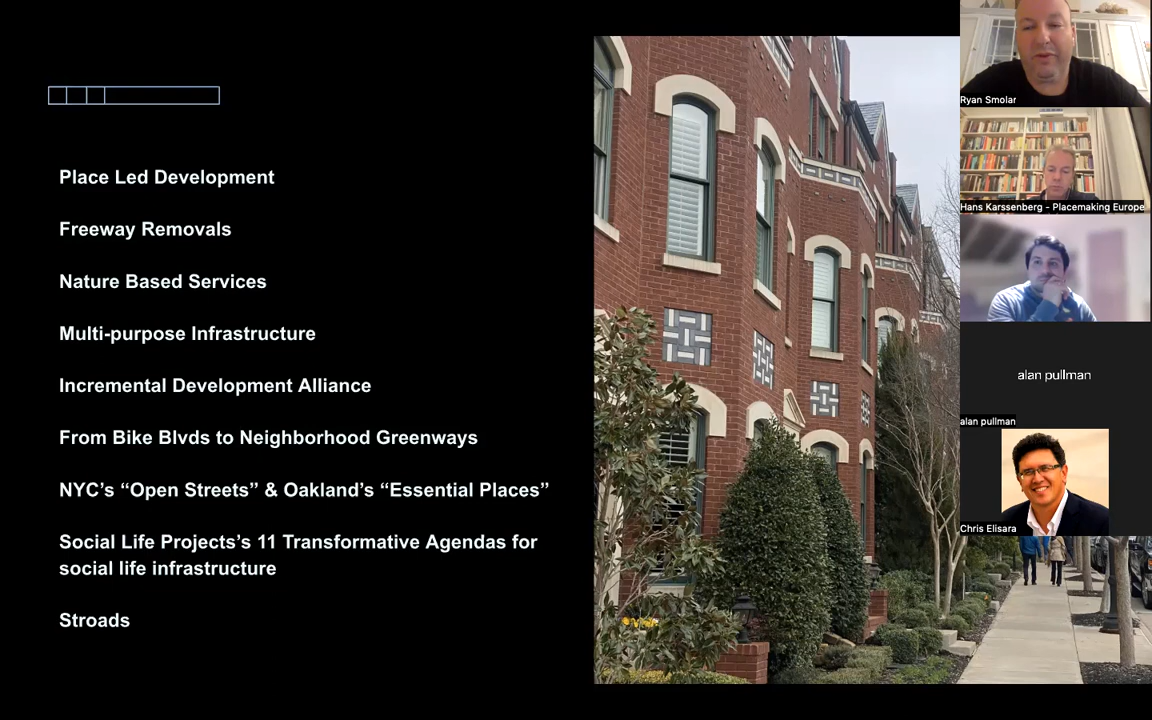 Place Led Development
Freeway Removals
Nature Based Services
Multi-purpose Infrastructure
Incremental Development Alliance
From Bike Blvds to Neighborhood Greenways
NYC’s “Open Streets” & Oakland’s “Essential Places”
Social Life Projects’s 11 Transformative Agendas for
social life infrastructure
Stroads
Ryan Smolar
Hans Karssenberg - Placemaking Europe
alan pullman
alan pullman
Chris Elisara